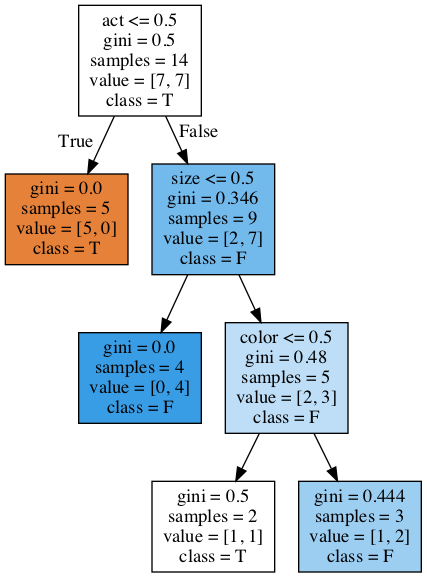 act <= 0.5
gini = 0.5
samples = 14
value = [7, 7]
class = T
True
False
gini = 0.0
samples = 5
value = [5, 0]
class = T
size <= 0.5
gini = 0.346
samples = 9
value = [2, 7]
class = F
gini = 0.0
samples = 4
value = [0, 4]
class = F
color <= 0.5
gini = 0.48
samples = 5
value = [2, 3]
class = F
gini = 0.5
samples = 2
value = [1, 1]
class = T
gini = 0.444
samples = 3
value = [1, 2]
class = F